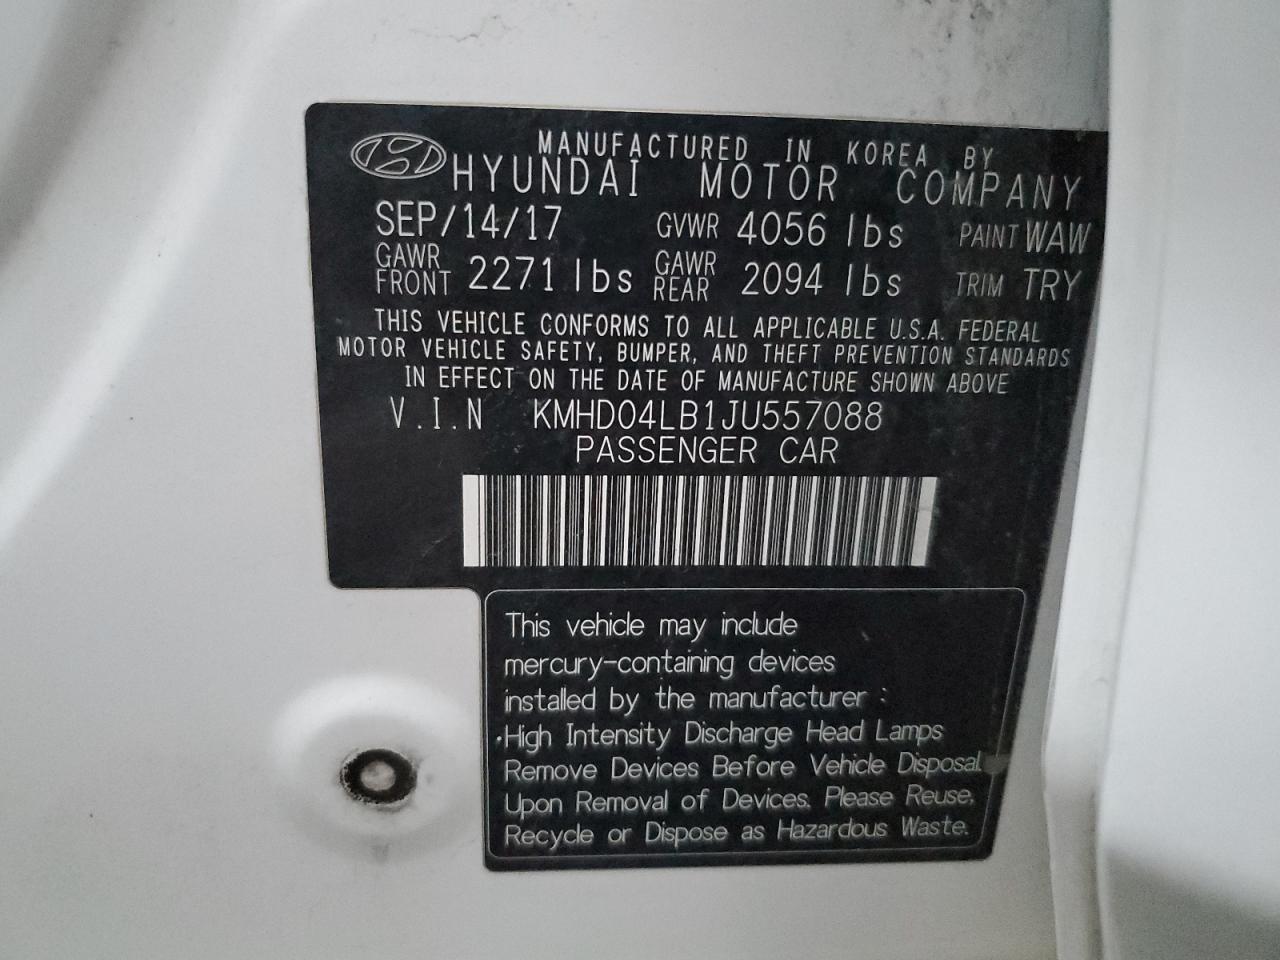 MANUFACTURED IN KOREA BY
HYUNDAI MOTOR COMPANY
SEP/14/17 GVWR 4056 lbs PAINT WAW
GAWR FRONT 2271 lbs GAWR REAR 2094 lbs TRIM TRY
THIS VEHICLE CONFORMS TO ALL APPLICABLE U.S.A. FEDERAL
MOTOR VEHICLE SAFETY, BUMPER, AND THEFT PREVENTION STANDARDS
IN EFFECT ON THE DATE OF MANUFACTURE SHOWN ABOVE
V.I.N KMHD04LB1JU557088
PASSENGER CAR
This vehicle may include
mercury-containing devices
installed by the manufacturer :
·High Intensity Discharge Head Lamps
Remove Devices Before Vehicle Disposal.
Upon Removal of Devices. Please Reuse,
Recycle or Dispose as Hazardous Waste.